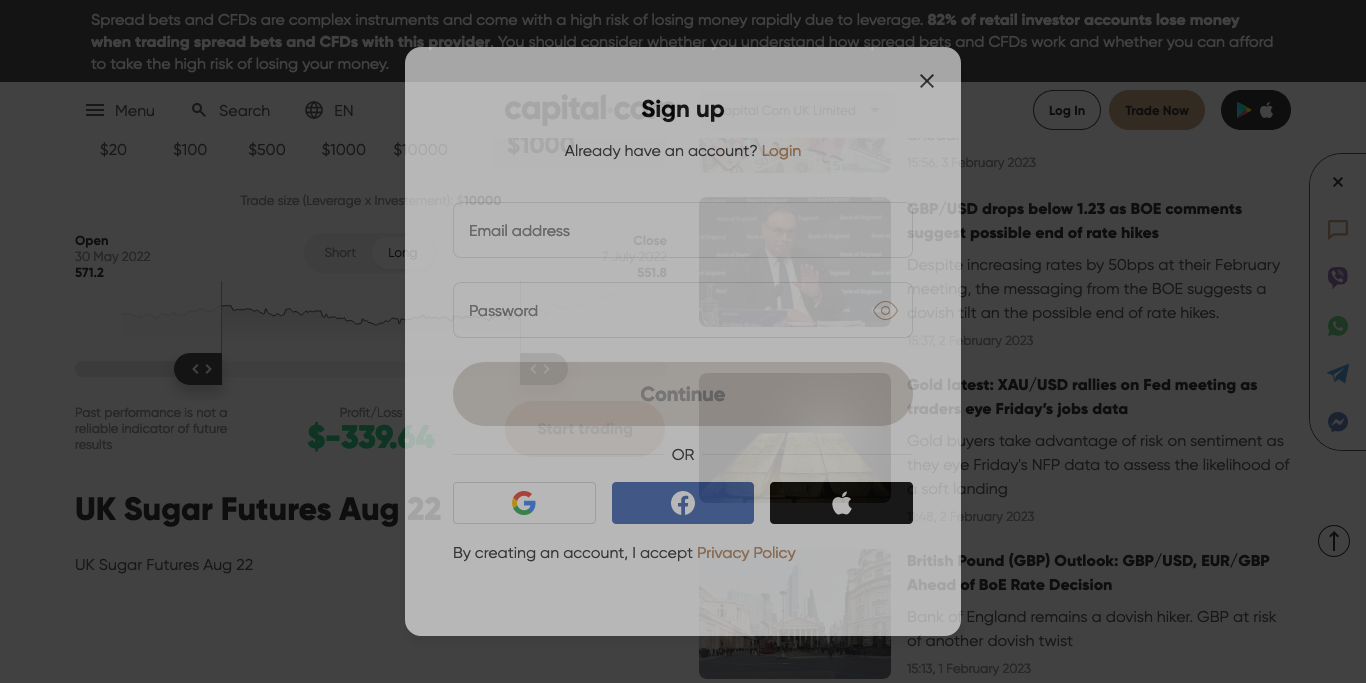 Spread bets and CFDs are complex instruments and come with a high risk of losing money rapidly due to leverage. 82% of retail investor accounts lose money
when trading spread bets and CFDs with this provider. You should consider whether you understand how spread bets and CFDs work and whether you can afford
to take the high risk of losing your money.
Menu
Search
EN
capital.com
Capital Com UK Limited
Log In
Trade Now
$20
$100
$500
$1000
$10000
$1000
Trade size (Leverage x Investement): $10000
Open
30 May 2022
571.2
Short
Long
Close
7 July 2022
551.8
Past performance is not a
reliable indicator of future
results
Profit/Loss
$-339.64
Start trading
UK Sugar Futures Aug 22
UK Sugar Futures Aug 22
Sign up
Already have an account? Login
Email address
Password
Continue
OR
By creating an account, I accept Privacy Policy
15:56, 3 February 2023
GBP/USD drops below 1.23 as BOE comments
suggest possible end of rate hikes
Despite increasing rates by 50bps at their February
meeting, the messaging from the BOE suggests a
dovish tilt an the possible end of rate hikes.
15:37, 2 February 2023
Gold latest: XAU/USD rallies on Fed meeting as
traders eye Friday's jobs data
Gold buyers take advantage of risk on sentiment as
they eye Friday's NFP data to assess the likelihood of
a soft landing
:48, 2 February 2023
British Pound (GBP) Outlook: GBP/USD, EUR/GBP
Ahead of BoE Rate Decision
Bank of England remains a dovish hiker. GBP at risk
of another dovish twist
15:13, 1 February 2023